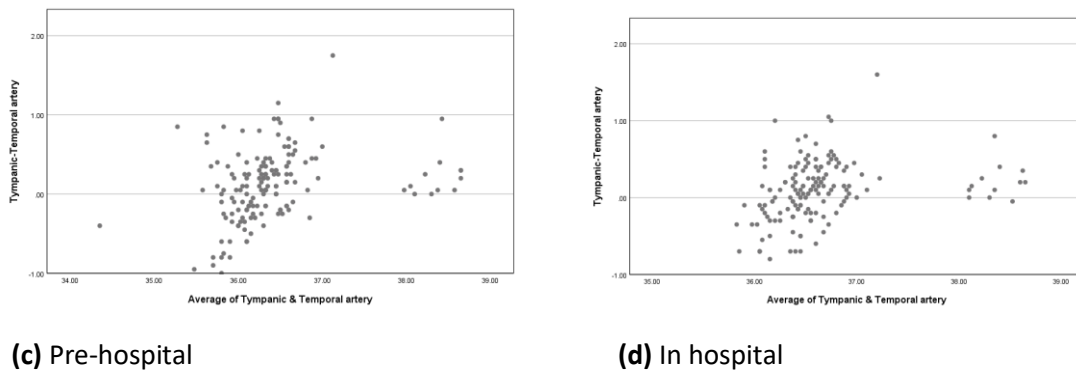 2.00
1.00
.00
-1.00
Tympanic-Temporal artery
34.00 35.00 36.00 37.00 38.00 39.00
Average of Tympanic & Temporal artery
(c) Pre-hospital
2.00
1.00
.00
-1.00
Tympanic-Temporal artery
35.00 36.00 37.00 38.00 39.00
Average of Tympanic & Temporal artery
(d) In hospital